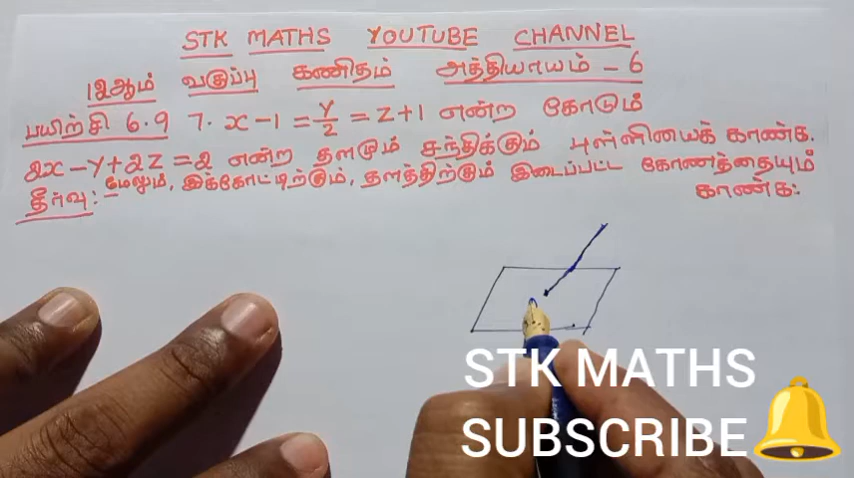 STK MATHS YOUTUBE CHANNEL
12ஆம் வகுப்பு கணிதம் அத்தியாயம் - 6
பயிற்சி 6.9 7. x-1 = y/2 = z+1 என்ற கோடும்
2x-y+2z=2 என்ற தளமும் சந்திக்கும் புள்ளியைக் காண்க.
தீர்வு:- மேலும், இக்கோட்டிற்கும், தளத்திற்கும் இடைப்பட்ட கோணத்தையும்
காண்க:
STK MATHS
SUBSCRIBE